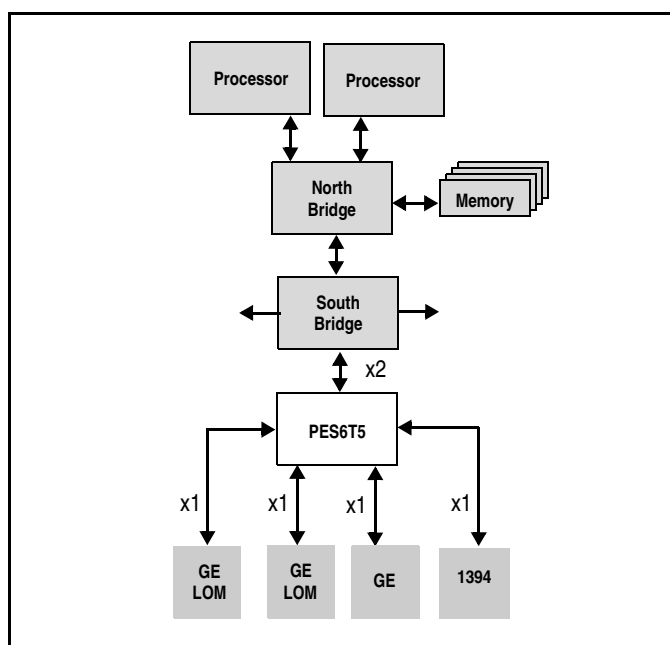 Processor
Processor
North
Bridge
Memory
South
Bridge
x2
PES6T5
x1
x1
x1
x1
GE
LOM
GE
LOM
GE
1394